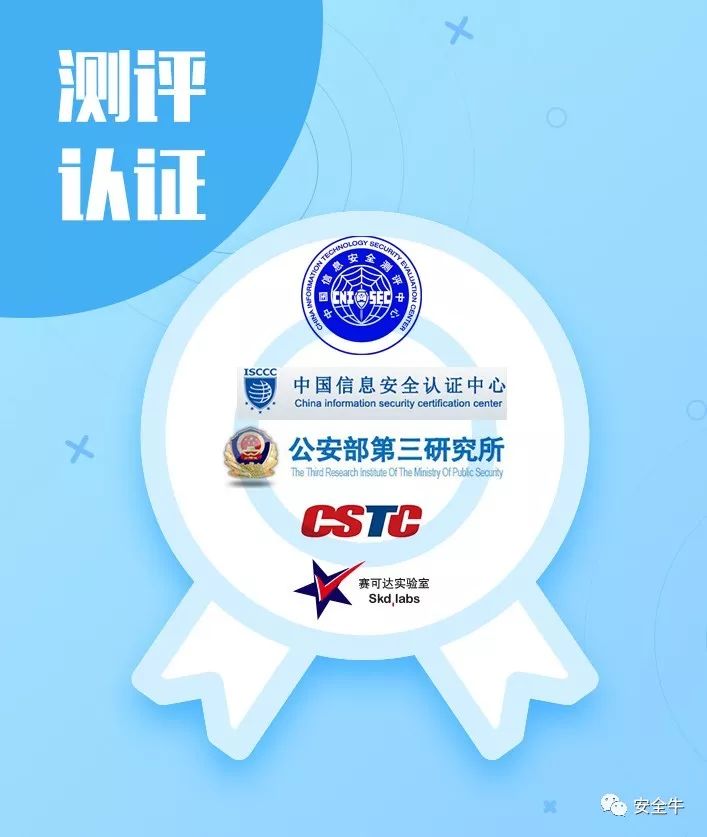 测评
认证
CHINA INFORMATION TECHNOLOGY SECURITY EVALUATION CENTER
中国信息安全测评中心
CNITSEC
ISCCC
中国信息安全认证中心
China information security certification center
公安部第三研究所
The Third Research Institute Of The Ministry Of Public Security
CSTC
赛可达实验室
Skd labs
安全牛